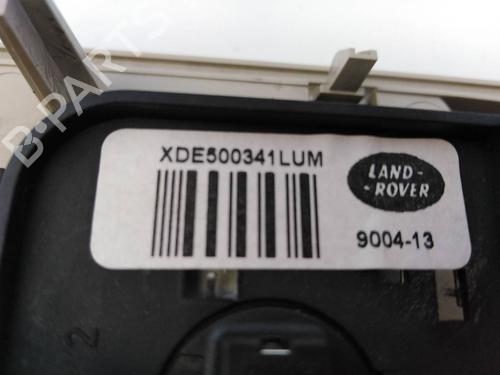 B-PARTS
XDE500341LUM
LAND-
-ROVER
9004-13
2